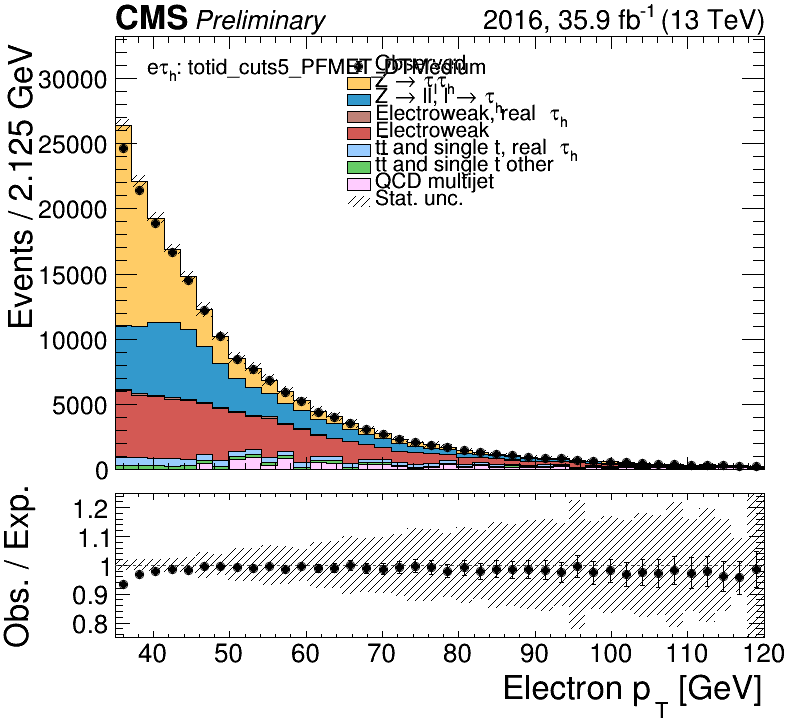 CMS Preliminary 2016, 35.9 fb⁻¹ (13 TeV)
Events / 2.125 GeV
30000
25000
20000
15000
10000
5000
0
eτh: totid_cuts5_PFMET_DTMedium
Observed
Z → τlτh
Z → ll, l → τh
Electroweak, real τh
Electroweak
tt and single t, real τh
tt and single t other
QCD multijet
Stat. unc.
Obs. / Exp.
1.2
1.1
1
0.9
0.8
40 50 60 70 80 90 100 110 120
Electron pT [GeV]